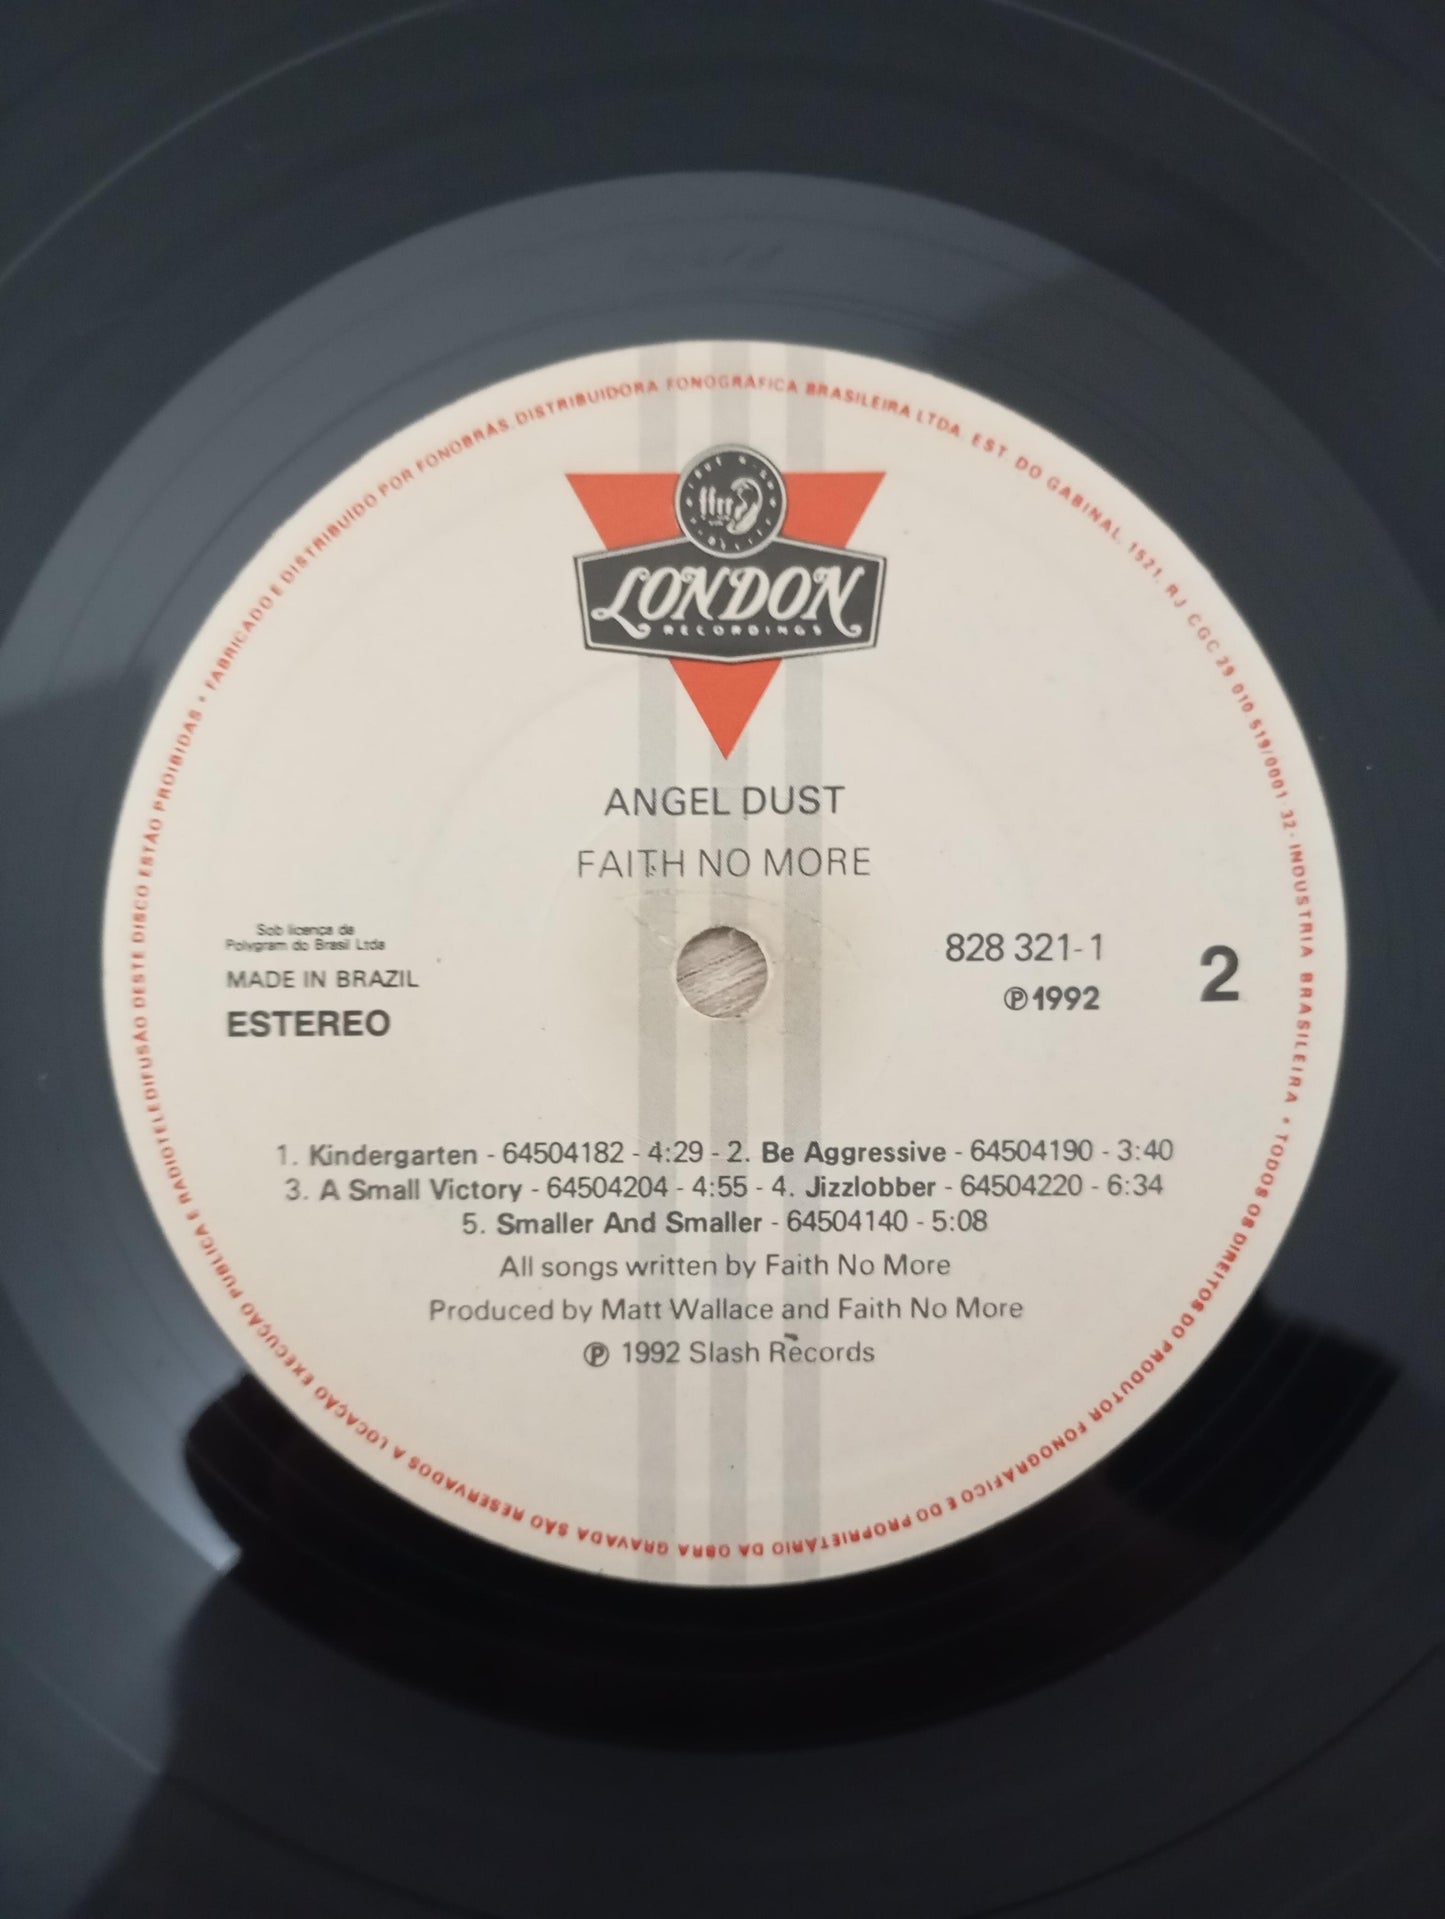 FABRICADO E DISTRIBUÍDO POR FONOBRÁS. DISTRIBUIDORA FONOGRÁFICA BRASILEIRA LTDA. EST. DO GABINAL, 1521. RJ CGC 29 010 519/0001-32 - INDUSTRIA BRASILEIRA • TODOS OS DIREITOS DO PRODUTOR FONOGRÁFICO E DO PROPRIETÁRIO DA OBRA GRAVADA SÃO RESERVADOS A LOCAÇÃO EXECUÇÃO PUBLICA E RADIOTELEDIFUSÃO DESTE DISCO ESTÃO PROIBIDAS •
ffrr
LONDON
RECORDINGS
ANGEL DUST
FAITH NO MORE
Sob licença de
Polygram do Brasil Ltda
MADE IN BRAZIL
ESTEREO
828 321-1
℗1992
2
1. Kindergarten - 64504182 - 4:29 - 2. Be Aggressive - 64504190 - 3:40
3. A Small Victory - 64504204 - 4:55 - 4. Jizzlobber - 64504220 - 6:34
5. Smaller And Smaller - 64504140 - 5:08
All songs written by Faith No More
Produced by Matt Wallace and Faith No More
℗ 1992 Slash Records